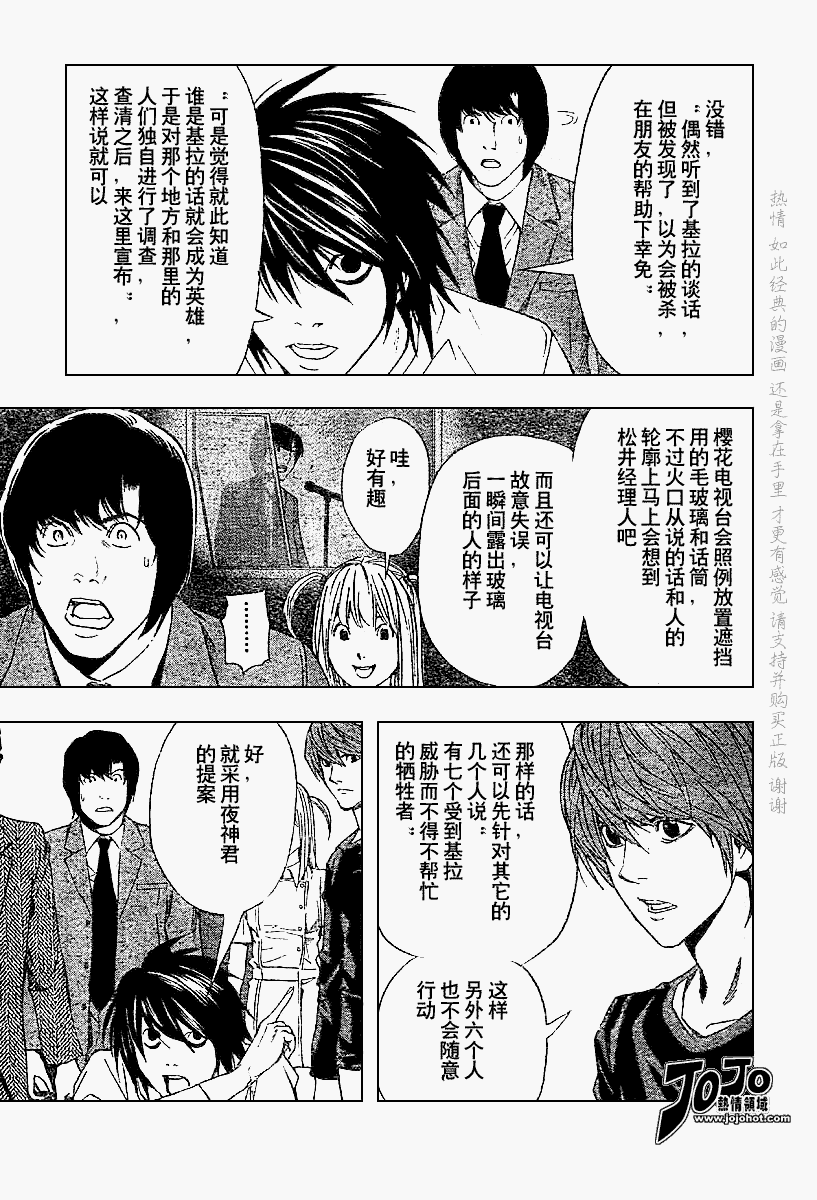 没错，
“偶然听到了基拉的谈话，
但被发现了，以为会被杀，
在朋友的帮助下幸免”
“可是觉得就此知道
谁是基拉的话就会成为英雄，
于是对那个地方和那里的
人们独自进行了调查，
查清之后，来这里宣布”，
这样说就可以
樱花电视台会照例放置遮挡
用的毛玻璃和话筒，
不过火口从说的话和人的
轮廓上马上会想到
松井经理人吧
而且还可以让电视台
故意失误，
一瞬间露出玻璃
后面的人的样子
哇，
好有趣
………
那样的话，
还可以先针对其它的
几个人说“
有七个受到基拉
威胁而不得不帮忙
的牺牲者”
这样
另外六个人
也不会随意
行动
好，
就采用夜神君
的提案
热情 如此经典的漫画 还是拿在手里 才更有感觉 请支持并购买正版 谢谢
JOJO
热情領域
www.jojohot.com